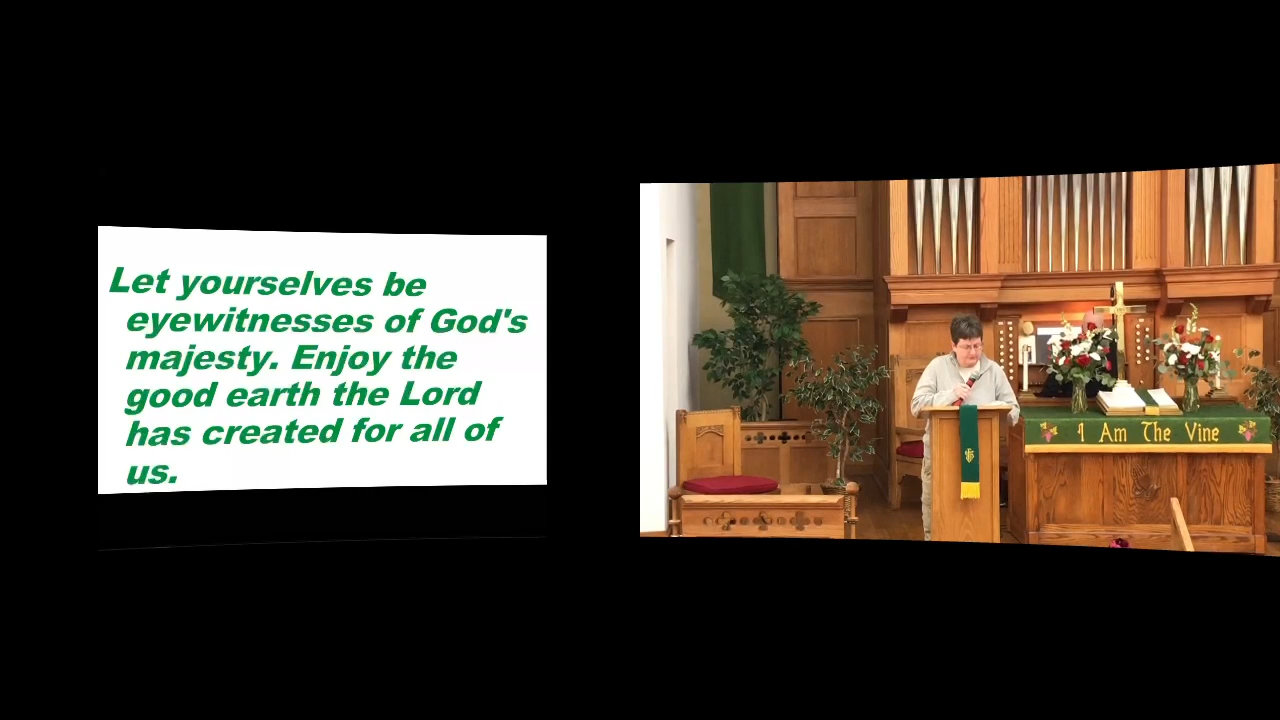 Let yourselves be
eyewitnesses of God's
majesty. Enjoy the
good earth the Lord
has created for all of
us.
I Am The Vine